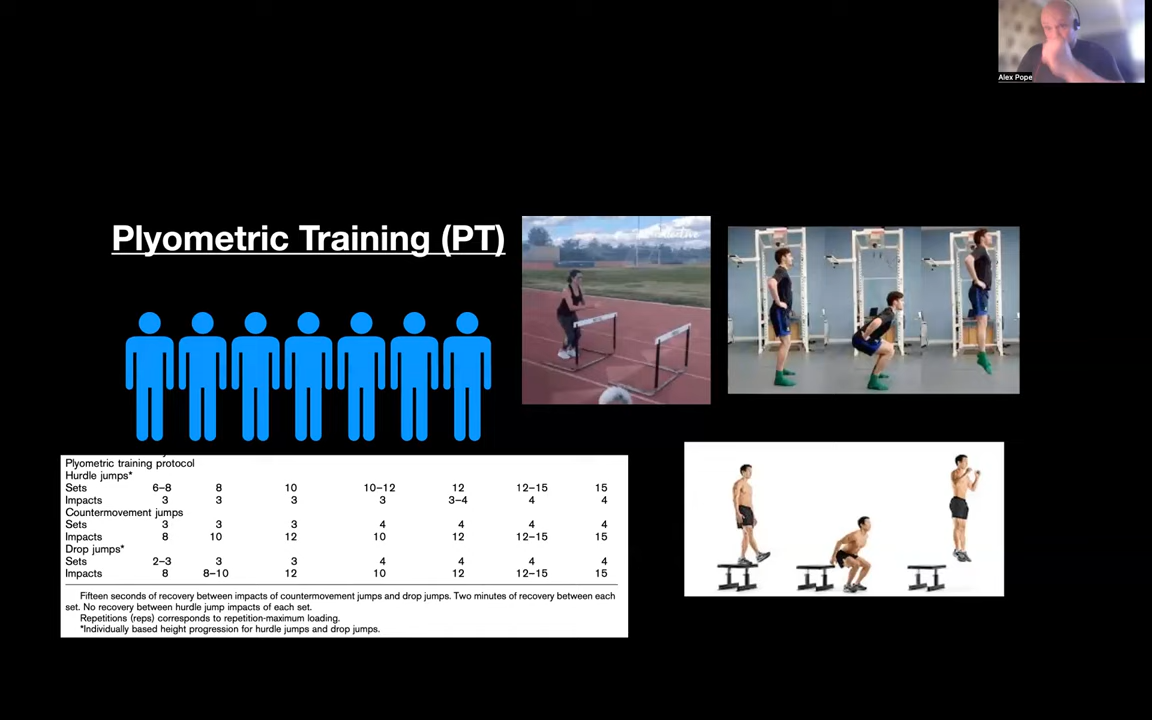 Alex Pope
Plyometric Training (PT)
Plyometric training protocol
Hurdle jumps*
Sets 6–8 8 10 10–12 12 12–15 15
Impacts 3 3 3 3 3–4 4 4
Countermovement jumps
Sets 3 3 3 4 4 4 4
Impacts 8 10 12 10 12 12–15 15
Drop jumps*
Sets 2–3 3 3 4 4 4 4
Impacts 8 8–10 12 10 12 12–15 15
Fifteen seconds of recovery between impacts of countermovement jumps and drop jumps. Two minutes of recovery between each
set. No recovery between hurdle jump impacts of each set.
Repetitions (reps) corresponds to repetition-maximum loading.
*Individually based height progression for hurdle jumps and drop jumps.